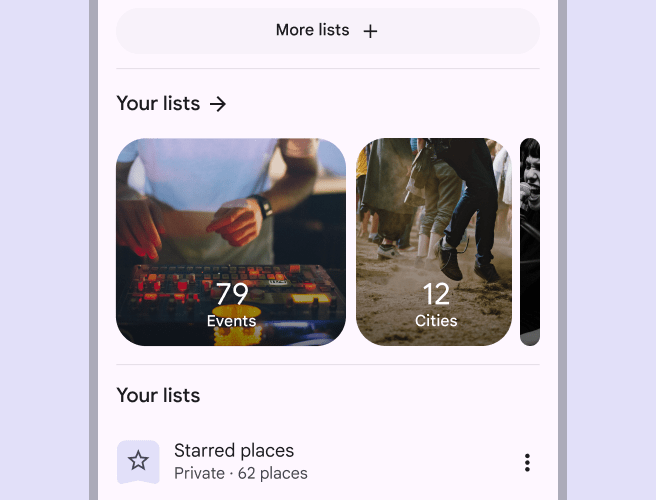 More lists
Your lists
79
Events
12
Cities
Your lists
Starred places
Private · 62 places